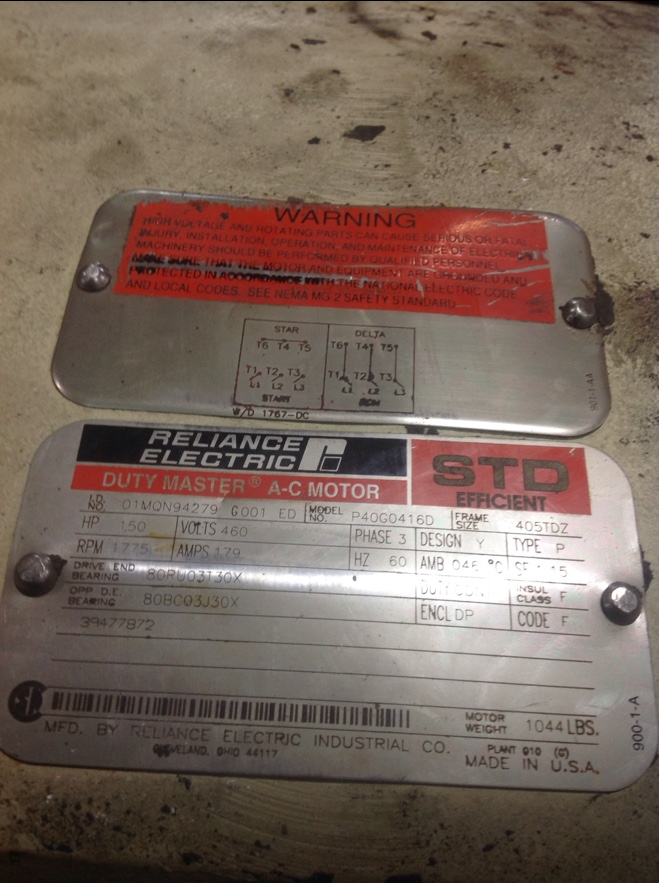 WARNING
HIGH VOLTAGE AND ROTATING PARTS CAN CAUSE SERIOUS OR FATAL
INJURY. INSTALLATION, OPERATION, AND MAINTENANCE OF ELECTRICAL
MACHINERY SHOULD BE PERFORMED BY QUALIFIED PERSONNEL.
MAKE SURE THAT THE MOTOR AND EQUIPMENT ARE GROUNDED AND
PROTECTED IN ACCORDANCE WITH THE NATIONAL ELECTRIC CODE
AND LOCAL CODES. SEE NEMA MG 2 SAFETY STANDARD
STAR DELTA
T6 T4 T5 T6 T4 T5
T1 T2 T3 T1 T2 T3
L1 L2 L3 L1 L2 L3
START RUN
W/D 1767-DC
901-1-AA
RELIANCE
ELECTRIC
STD
EFFICIENT
DUTY MASTER® A-C MOTOR
I.D. NO. 01MQN94279 G001 ED MODEL NO. P40G0416D FRAME SIZE 405TDZ
HP 150 VOLTS 460 PHASE 3 DESIGN Y TYPE P
RPM 1775 AMPS 179 HZ 60 AMB 046 °C SF 1.15
DRIVE END BEARING 80RU03J30X DUTY CONT INSUL CLASS F
OPP D.E. BEARING 80BC03J30X ENCL DP CODE F
39477872
MOTOR WEIGHT 1044 LBS.
MFD. BY RELIANCE ELECTRIC INDUSTRIAL CO. PLANT 010 (G)
CLEVELAND, OHIO 44117 MADE IN U.S.A.
900-1-A